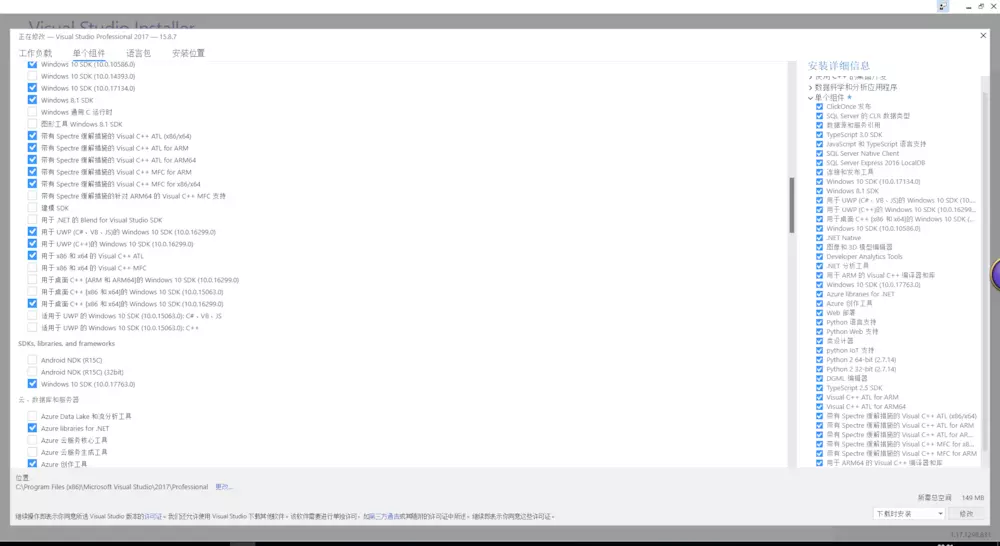 Visual Studio Installer
正在修改 — Visual Studio Professional 2017 — 15.8.7
工作负载 单个组件 语言包 安装位置
Windows 10 SDK (10.0.10586.0)
Windows 10 SDK (10.0.14393.0)
Windows 10 SDK (10.0.17134.0)
Windows 8.1 SDK
Windows 通用 C 运行时
图形工具 Windows 8.1 SDK
带有 Spectre 缓解措施的 Visual C++ ATL (x86/x64)
带有 Spectre 缓解措施的 Visual C++ ATL for ARM
带有 Spectre 缓解措施的 Visual C++ ATL for ARM64
带有 Spectre 缓解措施的 Visual C++ MFC for ARM
带有 Spectre 缓解措施的 Visual C++ MFC for x86/x64
带有 Spectre 缓解措施的针对 ARM64 的 Visual C++ MFC 支持
建模 SDK
用于 .NET 的 Blend for Visual Studio SDK
用于 UWP (C#、VB、JS)的 Windows 10 SDK (10.0.16299.0)
用于 UWP (C++)的 Windows 10 SDK (10.0.16299.0)
用于 x86 和 x64 的 Visual C++ ATL
用于 x86 和 x64 的 Visual C++ MFC
用于桌面 C++ [ARM 和 ARM64]的 Windows 10 SDK (10.0.16299.0)
用于桌面 C++ [x86 和 x64]的 Windows 10 SDK (10.0.15063.0)
用于桌面 C++ [x86 和 x64]的 Windows 10 SDK (10.0.16299.0)
适用于 UWP 的 Windows 10 SDK (10.0.15063.0): C#、VB、JS
适用于 UWP 的 Windows 10 SDK (10.0.15063.0): C++
SDKs, libraries, and frameworks
Android NDK (R15C)
Android NDK (R15C) (32bit)
Windows 10 SDK (10.0.17763.0)
云、数据库和服务器
Azure Data Lake 和流分析工具
Azure libraries for .NET
Azure 云服务核心工具
Azure 云服务生成工具
Azure 创作工具
安装详细信息
使用 C++ 的桌面开发
数据科学和分析应用程序
单个组件 *
ClickOnce 发布
SQL Server 的 CLR 数据类型
数据源和服务引用
TypeScript 3.0 SDK
JavaScript 和 TypeScript 语言支持
SQL Server Native Client
SQL Server Express 2016 LocalDB
连接和发布工具
Windows 10 SDK (10.0.17134.0)
Windows 8.1 SDK
用于 UWP (C#、VB、JS)的 Windows 10 SDK (10....
用于 UWP (C++)的 Windows 10 SDK (10.0.16299...
用于桌面 C++ [x86 和 x64]的 Windows 10 SDK (...
Windows 10 SDK (10.0.10586.0)
.NET Native
图像和 3D 模型编辑器
Developer Analytics Tools
.NET 分析工具
用于 ARM 的 Visual C++ 编译器和库
Windows 10 SDK (10.0.17763.0)
Azure libraries for .NET
Azure 创作工具
Web 部署
Python 语言支持
Python Web 支持
类设计器
python IoT 支持
Python 2 64-bit (2.7.14)
Python 2 32-bit (2.7.14)
DGML 编辑器
TypeScript 2.5 SDK
Visual C++ ATL for ARM
Visual C++ ATL for ARM64
带有 Spectre 缓解措施的 Visual C++ ATL (x86/x64)
带有 Spectre 缓解措施的 Visual C++ ATL for ARM
带有 Spectre 缓解措施的 Visual C++ ATL for AR...
带有 Spectre 缓解措施的 Visual C++ MFC for x8...
带有 Spectre 缓解措施的 Visual C++ MFC for ARM
用于 ARM64 的 Visual C++ 编译器和库
位置
C:\Program Files (x86)\Microsoft Visual Studio\2017\Professional 更改...
所需总空间 149 MB
继续操作即表示你同意所选 Visual Studio 版本的许可证。我们还允许使用 Visual Studio 下载其他软件。该软件需要进行单独许可，如第三方通告或其随附的许可证中所述。继续即表示你同意这些许可证。
下载时安装 修改